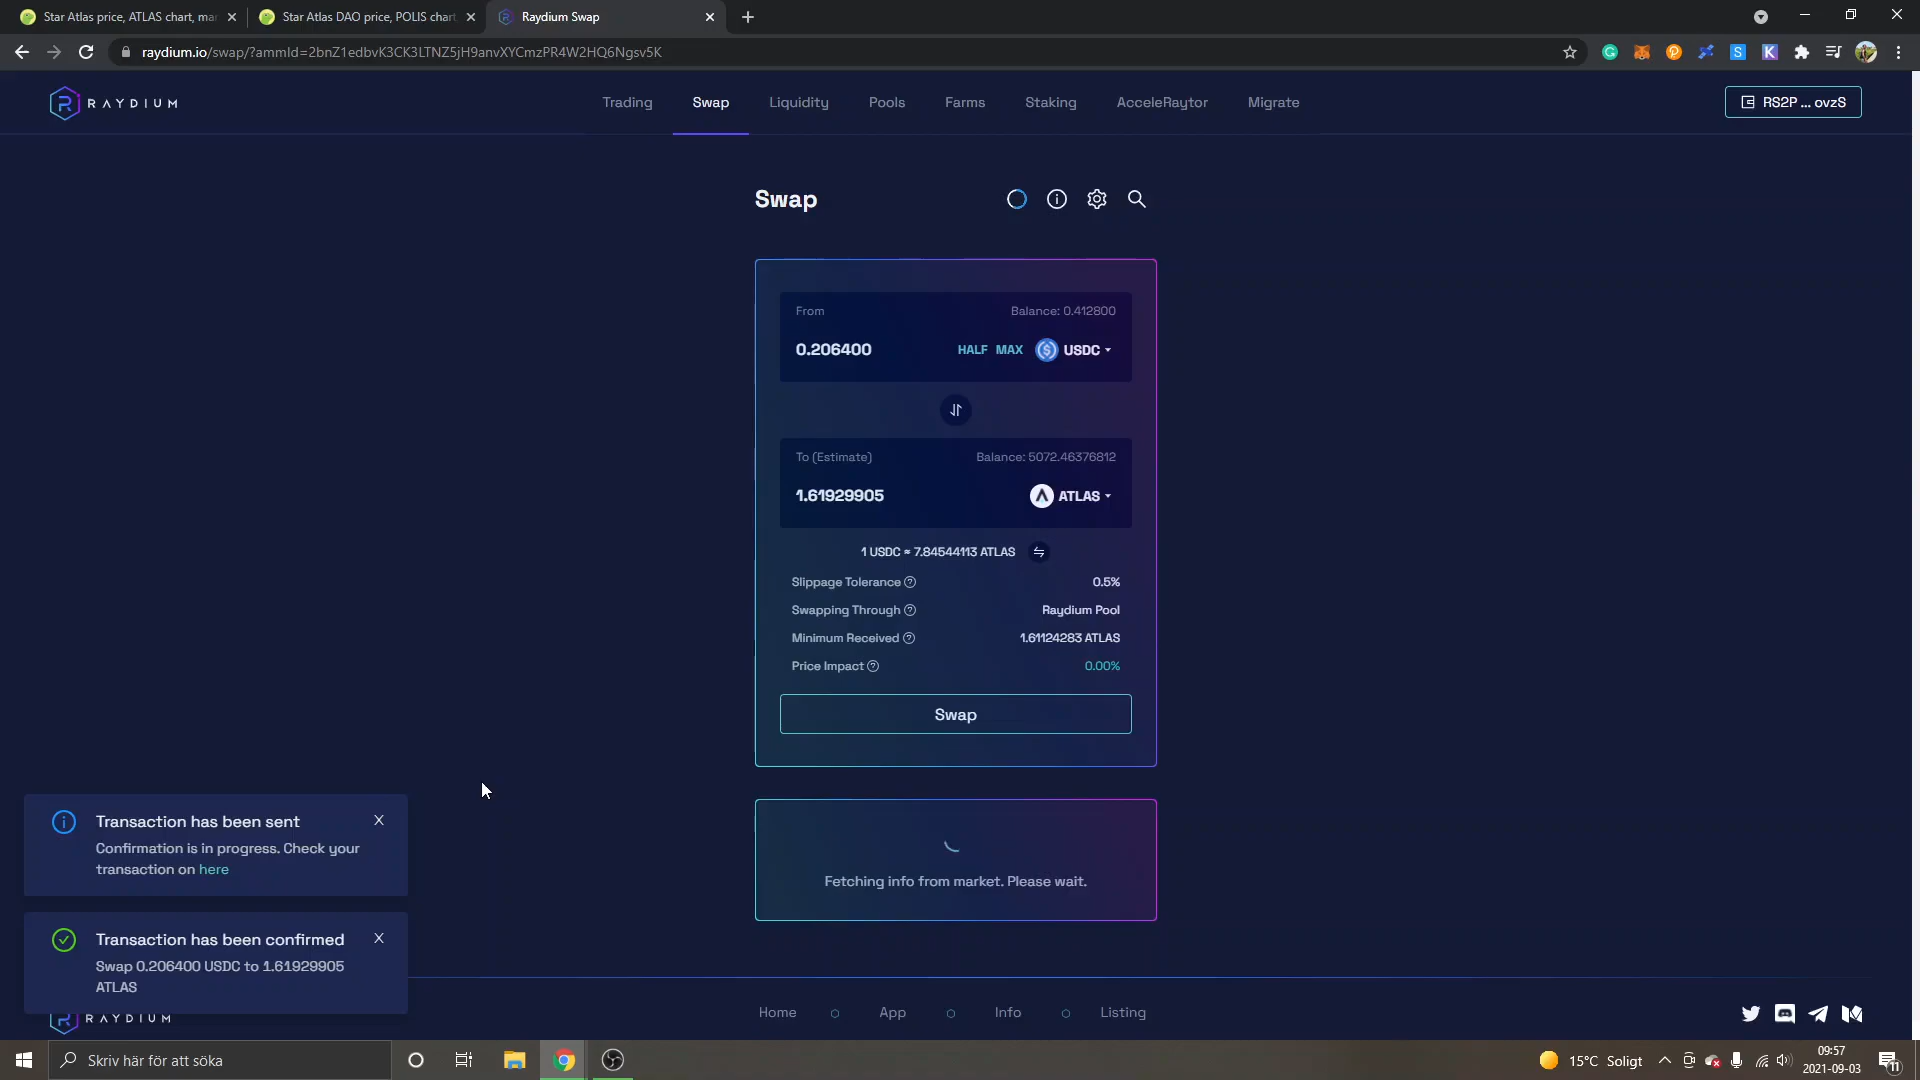 Star Atlas price, ATLAS chart, mar
Star Atlas DAO price, POLIS chart,
Raydium Swap
raydium.io/swap/?ammId=2bnZ1edbvK3CK3LTNZ5jH9anvXYCmzPR4W2HQ6Ngsv5K
RAYDIUM
Trading
Swap
Liquidity
Pools
Farms
Staking
AcceleRaytor
Migrate
RS2P ... ovzS
Swap
From
Balance: 0.412800
0.206400
HALF
MAX
USDC
To (Estimate)
Balance: 5072.46376812
1.61929905
ATLAS
1 USDC ≈ 7.84544113 ATLAS
Slippage Tolerance
0.5%
Swapping Through
Raydium Pool
Minimum Received
1.61124283 ATLAS
Price Impact
0.00%
Swap
Fetching info from market. Please wait.
Transaction has been sent
X
Confirmation is in progress. Check your
transaction on here
Transaction has been confirmed
X
Swap 0.206400 USDC to 1.61929905
ATLAS
RAYDIUM
Home
App
Info
Listing
Skriv här för att söka
15°C Soligt
09:57
2021-09-03
11